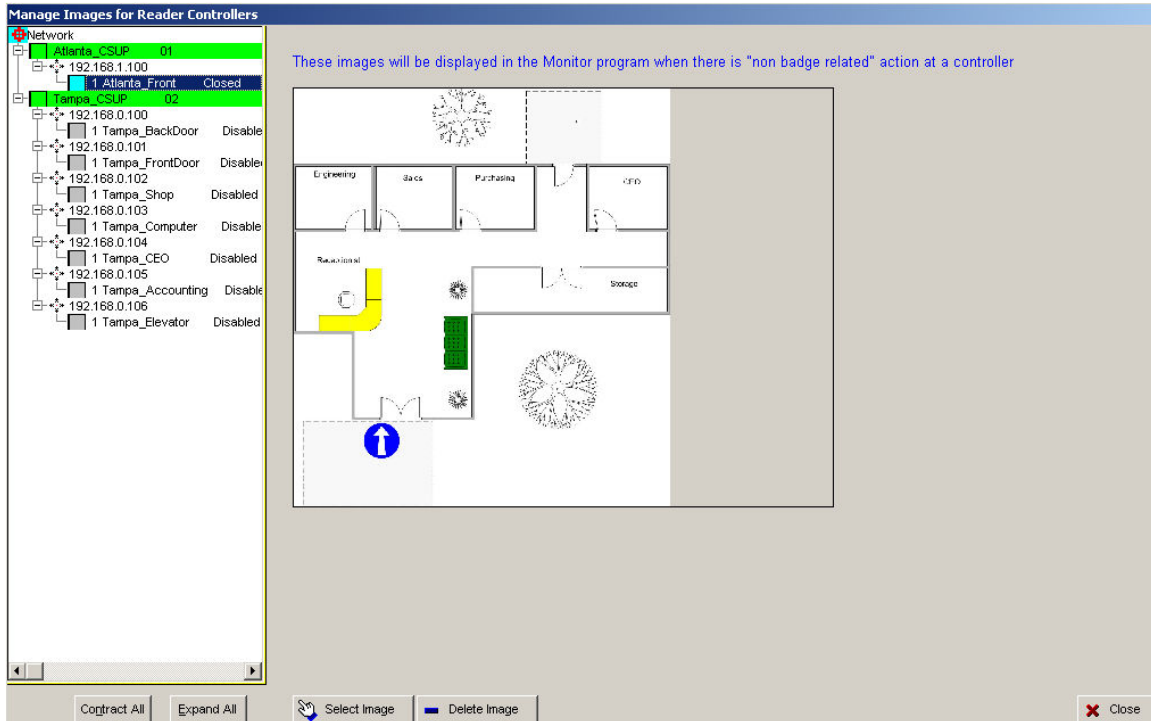 Manage Images for Reader Controllers
Network
Atlanta_CSUP 01
192.168.1.100
1 Atlanta_Front Closed
Tampa_CSUP 02
192.168.0.100
1 Tampa_BackDoor Disable
192.168.0.101
1 Tampa_FrontDoor Disable
192.168.0.102
1 Tampa_Shop Disabled
192.168.0.103
1 Tampa_Computer Disable
192.168.0.104
1 Tampa_CEO Disabled
192.168.0.105
1 Tampa_Accounting Disable
192.168.0.106
1 Tampa_Elevator Disabled
These images will be displayed in the Monitor program when there is "non badge related" action at a controller
Engineering
Sales
Purchasing
CEO
Receptionist
Storage
Contract All
Expand All
Select Image
Delete Image
Close